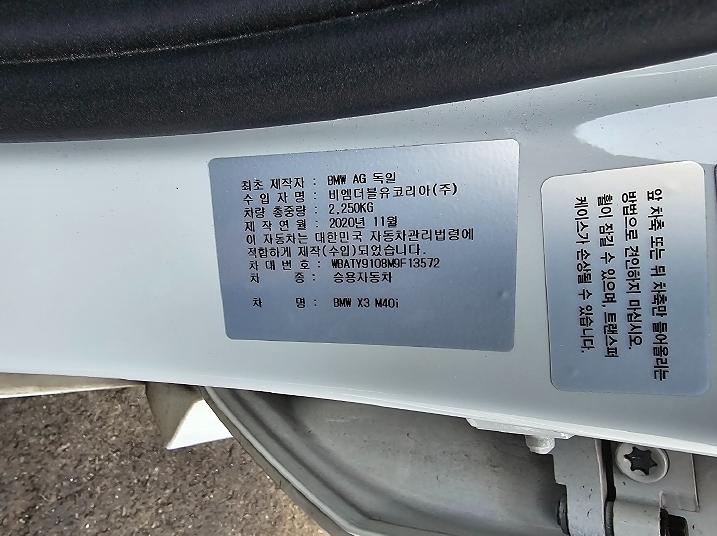 최초 제작자 : BMW AG 독일
수 입 자 명 : 비엠더블유코리아(주)
차량 총중량 : 2,250KG
제 작 연 월 : 2020년 11월
이 자동차는 대한민국 자동차관리법령에
적합하게 제작(수입)되었습니다.
차 대 번 호 : WBATY9108M9F13572
차 종 : 승용자동차
차 명 : BMW X3 M40i
앞 차축 또는 뒤 차축만 들어올리는
방법으로 견인하지 마십시오.
휠이 잠길 수 있으며, 트랜스퍼
케이스가 손상될 수 있습니다.